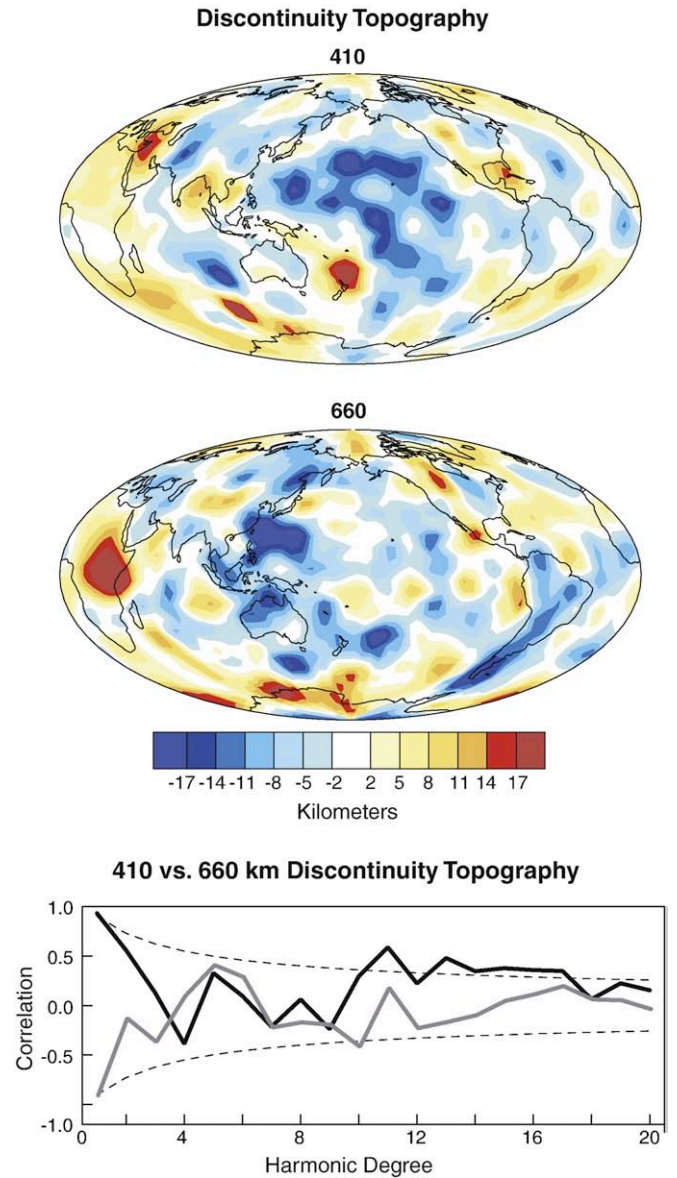 Discontinuity Topography
410
660
-17 -14 -11 -8 -5 -2 2 5 8 11 14 17
Kilometers
410 vs. 660 km Discontinuity Topography
1.0
0.5
0.0
-0.5
-1.0
Correlation
0 4 8 12 16 20
Harmonic Degree